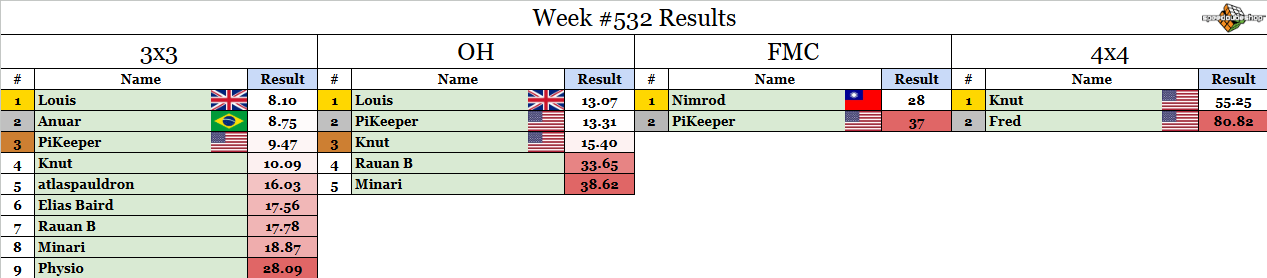 Week #532 Results
speedcubeshop
3x3 OH FMC 4x4
# Name Result # Name Result # Name Result # Name Result
1 Louis 8.10 1 Louis 13.07 1 Nimrod 28 1 Knut 55.25
2 Anuar 8.75 2 PiKeeper 13.31 2 PiKeeper 37 2 Fred 80.82
3 PiKeeper 9.47 3 Knut 15.40
4 Knut 10.09 4 Rauan B 33.65
5 atlaspauldron 16.03 5 Minari 38.62
6 Elias Baird 17.56
7 Rauan B 17.78
8 Minari 18.87
9 Physio 28.09